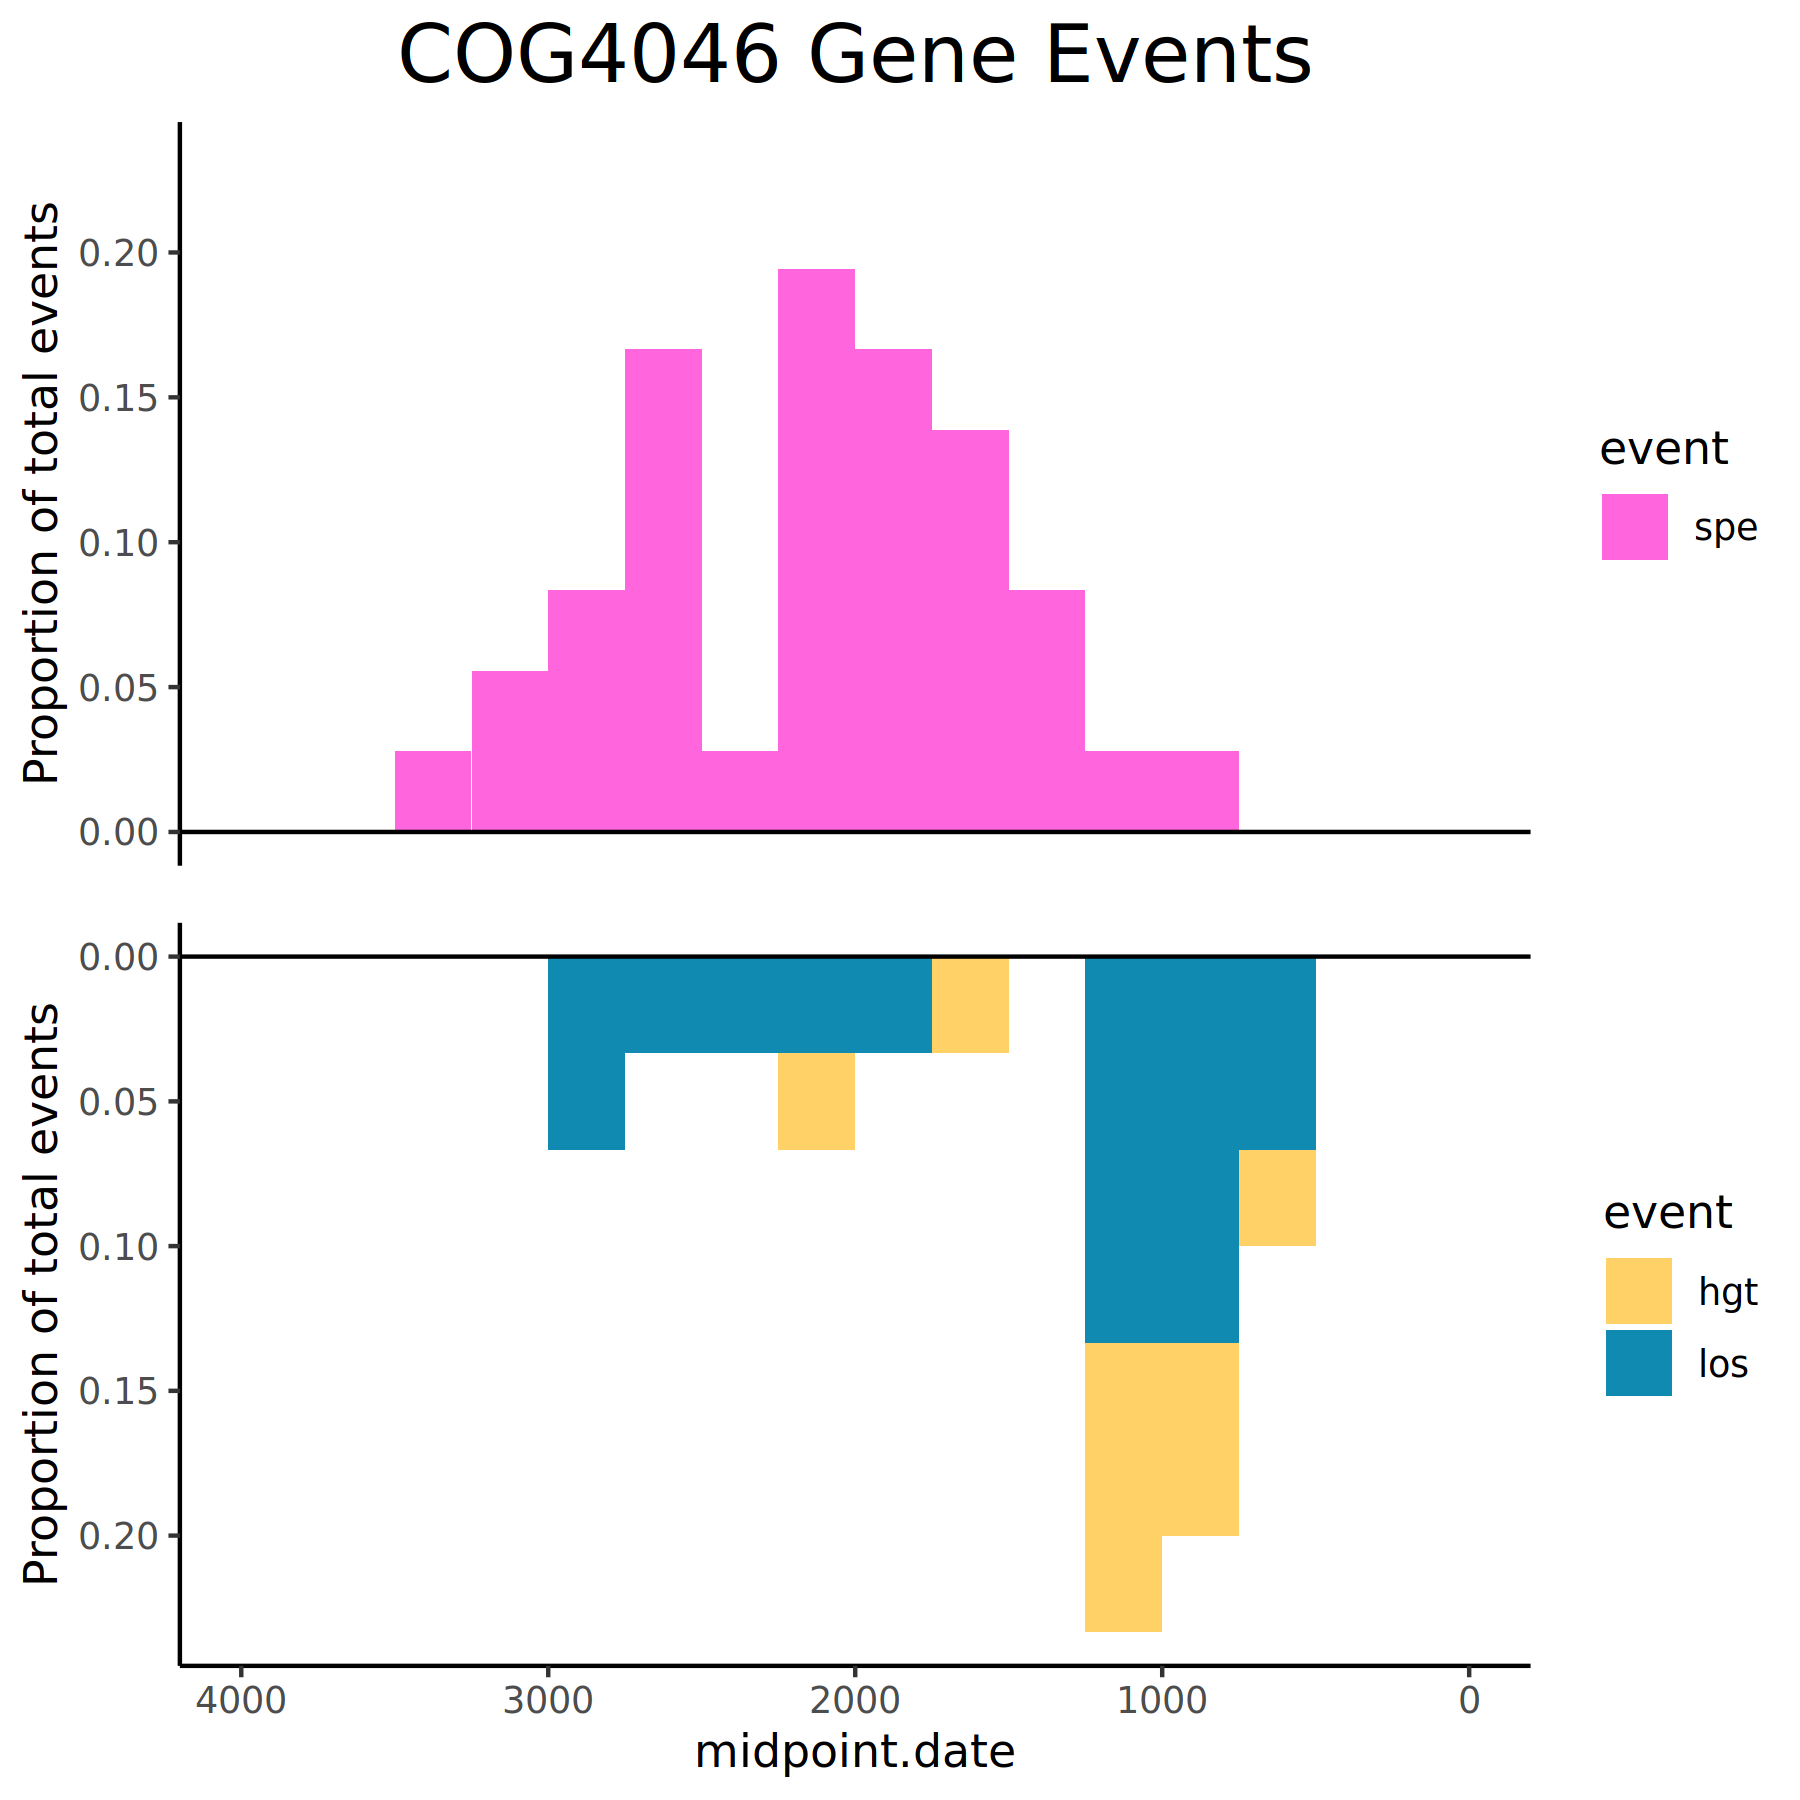 COG4046 Gene Events
Proportion of total events
0.20
0.15
0.10
0.05
0.00
event
spe
Proportion of total events
0.00
0.05
0.10
0.15
0.20
event
hgt
los
4000 3000 2000 1000 0
midpoint.date